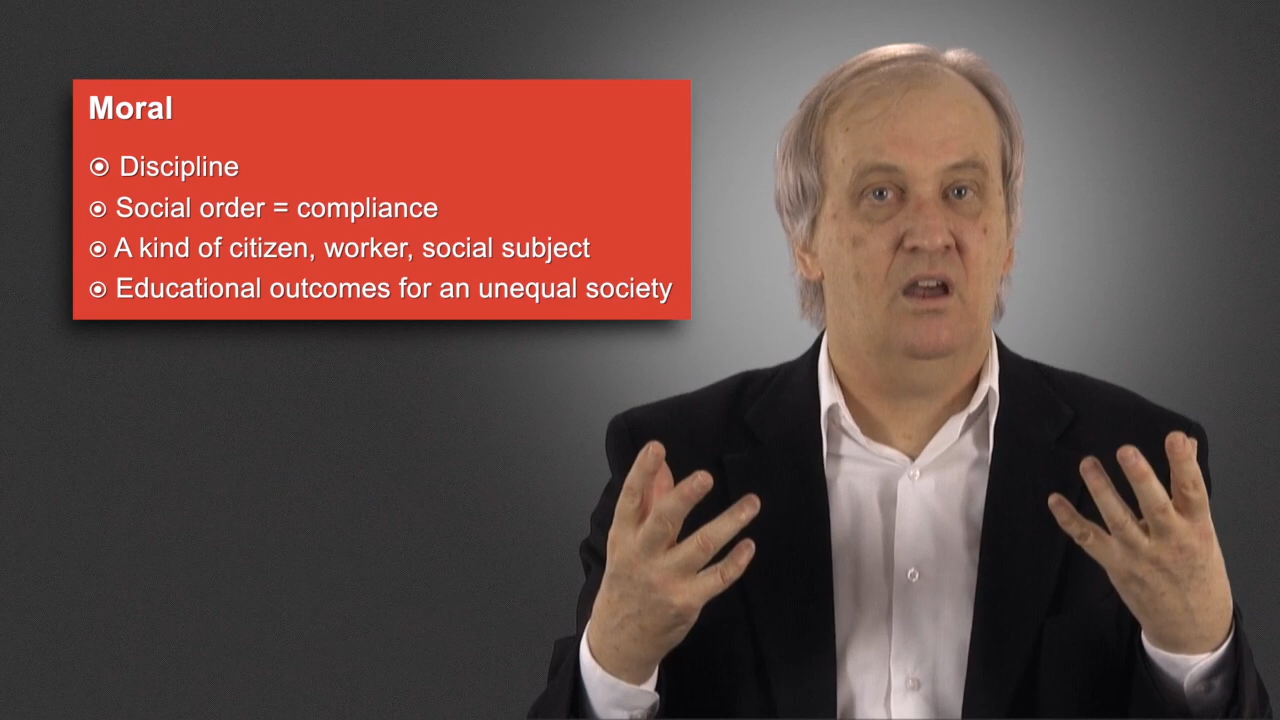 Moral
⦿ Discipline
⦿ Social order = compliance
⦿ A kind of citizen, worker, social subject
⦿ Educational outcomes for an unequal society